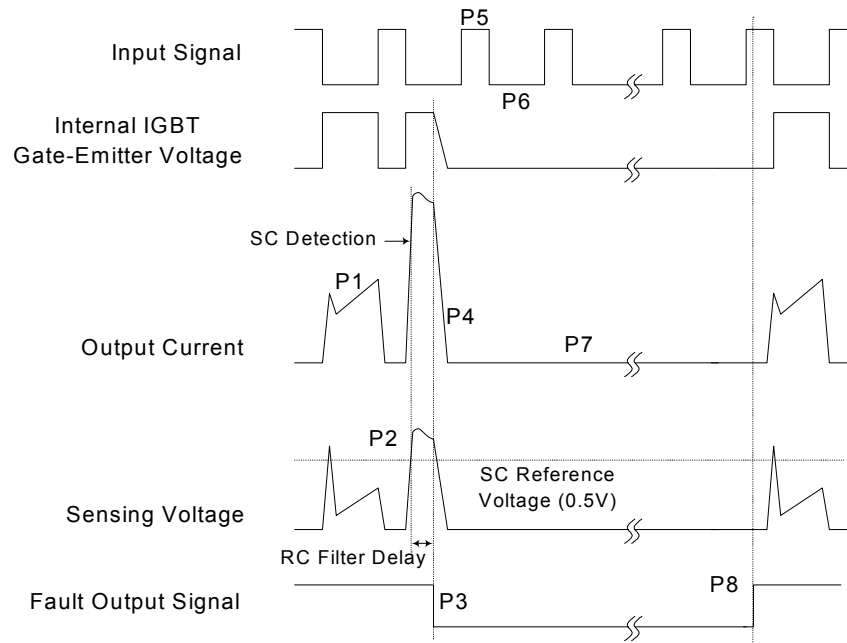 P5
Input Signal
P6
Internal IGBT
Gate-Emitter Voltage
SC Detection
P1
P4
Output Current
P7
P2
SC Reference
Voltage (0.5V)
Sensing Voltage
RC Filter Delay
Fault Output Signal
P3
P8